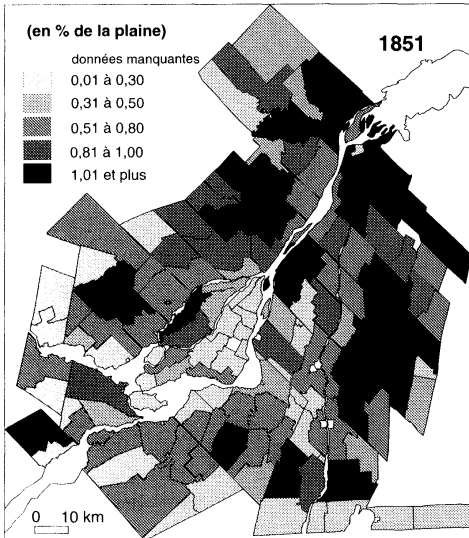 (en % de la plaine)
1851
données manquantes
0,01 à 0,30
0,31 à 0,50
0,51 à 0,80
0,81 à 1,00
1,01 et plus
0 10 km